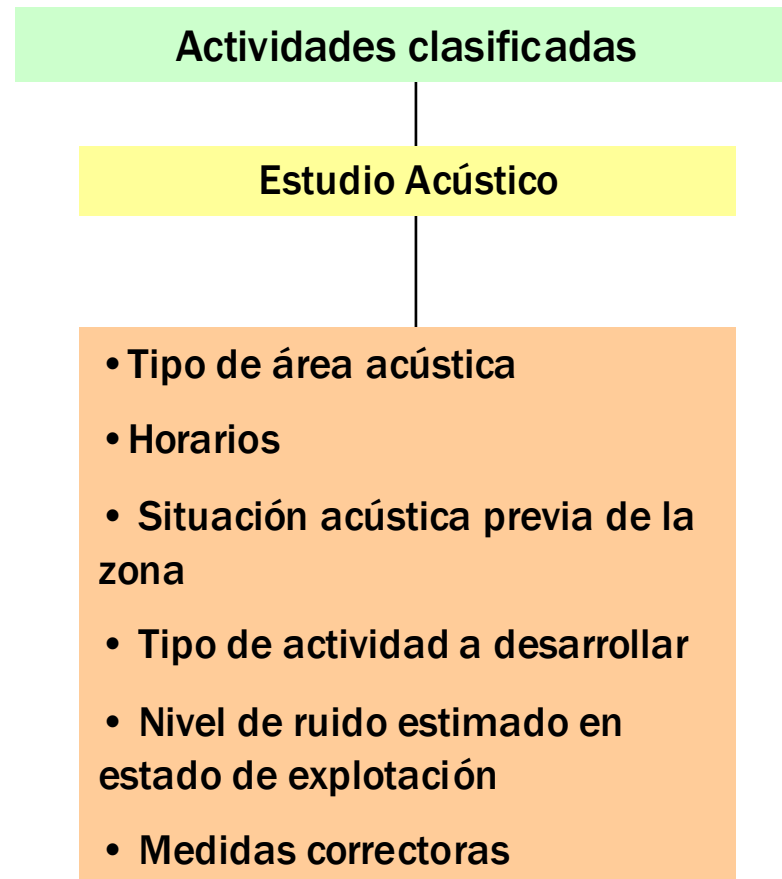 Actividades clasificadas
Estudio Acústico
•Tipo de área acústica
•Horarios
• Situación acústica previa de la
zona
• Tipo de actividad a desarrollar
• Nivel de ruido estimado en
estado de explotación
• Medidas correctoras